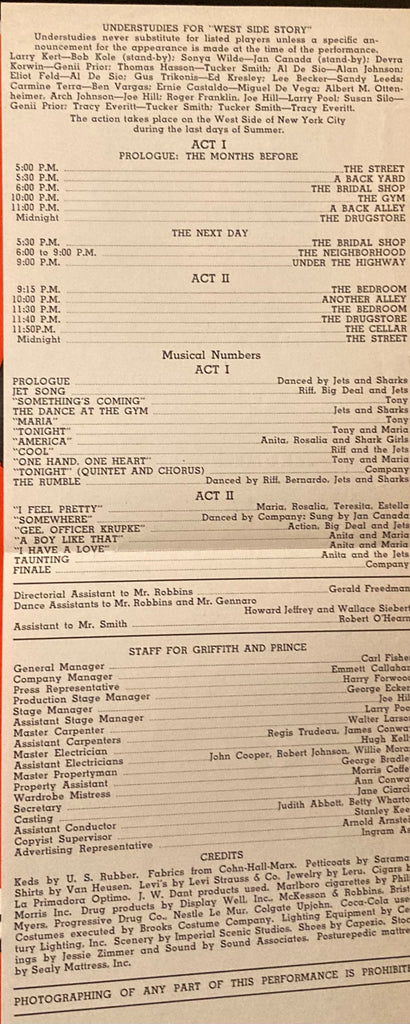 UNDERSTUDIES FOR "WEST SIDE STORY"
Understudies never substitute for listed players unless a specific an-
nouncement for the appearance is made at the time of the performance.
Larry Kert—Bob Kole (stand-by); Sonya Wilde—Jan Canada (stand-by); Devra
Korwin—Genii Prior; Thomas Hasson—Tucker Smith; Al De Sio—Alan Johnson;
Eliot Feld—Al De Sio; Gus Trikonis—Ed Kresley; Lee Becker—Sandy Leeds;
Carmine Terra—Ben Vargas; Ernie Castaldo—Miguel De Vega; Albert M. Otten-
heimer, Arch Johnson—Joe Hill; Roger Franklin, Joe Hill—Larry Pool; Susan Silo—
Genii Prior; Tracy Everitt—Tucker Smith; Tucker Smith—Tracy Everitt.
The action takes place on the West Side of New York City
during the last days of Summer.
ACT I
PROLOGUE: THE MONTHS BEFORE
5:00 P.M. THE STREET
5:30 P.M. A BACK YARD
6:00 P.M. THE BRIDAL SHOP
10:00 P.M. THE GYM
11:00 P.M. A BACK ALLEY
Midnight THE DRUGSTORE
THE NEXT DAY
5:30 P.M. THE BRIDAL SHOP
6:00 to 9:00 P.M. THE NEIGHBORHOOD
9:00 P.M. UNDER THE HIGHWAY
ACT II
9:15 P.M. THE BEDROOM
10:00 P.M. ANOTHER ALLEY
11:30 P.M. THE BEDROOM
11:40 P.M. THE DRUGSTORE
11:50P.M. THE CELLAR
Midnight THE STREET
Musical Numbers
ACT I
PROLOGUE Danced by Jets and Sharks
JET SONG Riff, Big Deal and Jets
"SOMETHING'S COMING" Tony
THE DANCE AT THE GYM Jets and Sharks
"MARIA" Tony
"TONIGHT" Tony and Maria
"AMERICA" Anita, Rosalia and Shark Girls
"COOL" Riff and the Jets
"ONE HAND, ONE HEART" Tony and Maria
"TONIGHT" (QUINTET AND CHORUS) Company
THE RUMBLE Danced by Riff, Bernardo, Jets and Sharks
ACT II
"I FEEL PRETTY" Maria, Rosalia, Teresita, Estella
"SOMEWHERE" Danced by Company; Sung by Jan Canada
"GEE, OFFICER KRUPKE" Action, Big Deal and Jets
"A BOY LIKE THAT" Anita and Maria
"I HAVE A LOVE" Anita and Maria
TAUNTING Anita and the Jets
FINALE Company
Directorial Assistant to Mr. Robbins Gerald Freedman
Dance Assistants to Mr. Robbins and Mr. Gennaro
Howard Jeffrey and Wallace Siebert
Assistant to Mr. Smith Robert O'Hearn
STAFF FOR GRIFFITH AND PRINCE
General Manager Carl Fishe
Company Manager Emmett Callahan
Press Representative Harry Forwood
Production Stage Manager George Ecker
Stage Manager Joe Hil
Assistant Stage Manager Larry Poo
Master Carpenter Walter Larso
Assistant Carpenters Regis Trudeau, James Conwa
Master Electrician Hugh Kell
Assistant Electricians John Cooper, Robert Johnson, Willie Mora
Master Propertyman George Bradle
Property Assistant Morris Coffe
Wardrobe Mistress Ann Conwa
Secretary Jane Ciarci
Casting Judith Abbott, Betty Wharto
Assistant Conductor Stanley Kee
Copyist Supervisor Arnold Arnstei
Advertising Representative Ingram As
CREDITS
Keds by U. S. Rubber. Fabrics from Cohn-Hall-Marx. Petticoats by Sarama
Shirts by Van Heusen. Levi's by Levi Strauss & Co. Jewelry by Leru. Cigars b
La Primadora Optimo. J. W. Dant products used. Marlboro cigarettes by Phil
Morris Inc. Drug products by Display Well, Inc., McKesson & Robbins, Brist
Myers, Progressive Drug Co., Nestle Le Mur, Colgate Upjohn. Coca-Cola use
Costumes executed by Brooks Costume Company. Lighting Equipment by Ce
tury Lighting, Inc. Scenery by Imperial Scenic Studios. Shoes by Capezio. Stoc
ings by Jessie Zimmer and Sound by Sound Associates. Posturepedic mattre
by Sealy Mattress, Inc.
PHOTOGRAPHING OF ANY PART OF THIS PERFORMANCE IS PROHIBIT